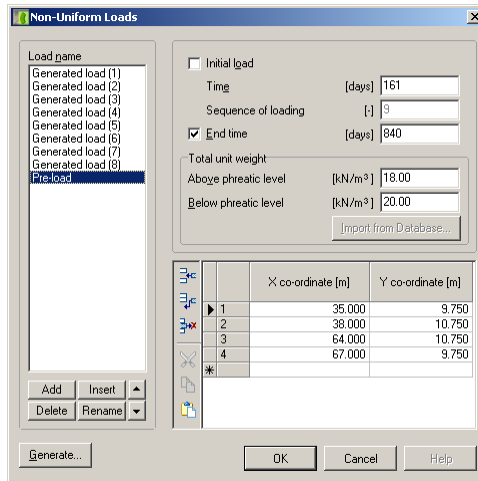 Non-Uniform Loads
Load name
Generated load (1)
Generated load (2)
Generated load (3)
Generated load (4)
Generated load (5)
Generated load (6)
Generated load (7)
Generated load (8)
Pre-load
Add Insert
Delete Rename
Generate...
Initial load
Time [days] 161
Sequence of loading [-] 9
End time [days] 840
Total unit weight
Above phreatic level [kN/m³] 18.00
Below phreatic level [kN/m³] 20.00
Import from Database...
X co-ordinate [m] Y co-ordinate [m]
1 35.000 9.750
2 38.000 10.750
3 64.000 10.750
4 67.000 9.750
OK Cancel Help